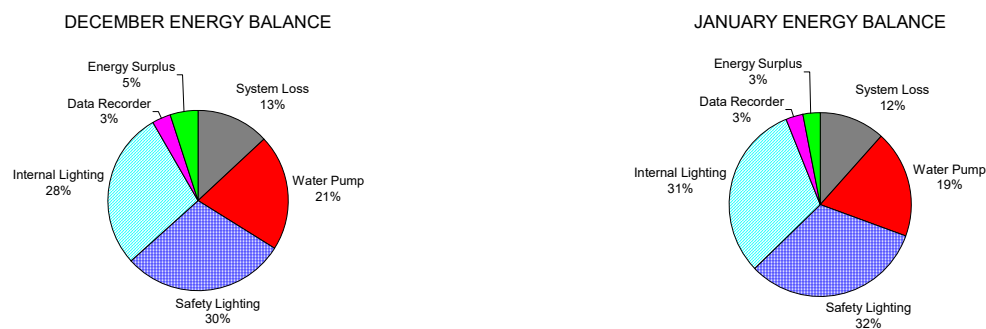 DECEMBER ENERGY BALANCE
Energy Surplus
5%
System Loss
13%
Data Recorder
3%
Internal Lighting
28%
Water Pump
21%
Safety Lighting
30%
JANUARY ENERGY BALANCE
Energy Surplus
3%
System Loss
12%
Data Recorder
3%
Internal Lighting
31%
Water Pump
19%
Safety Lighting
32%